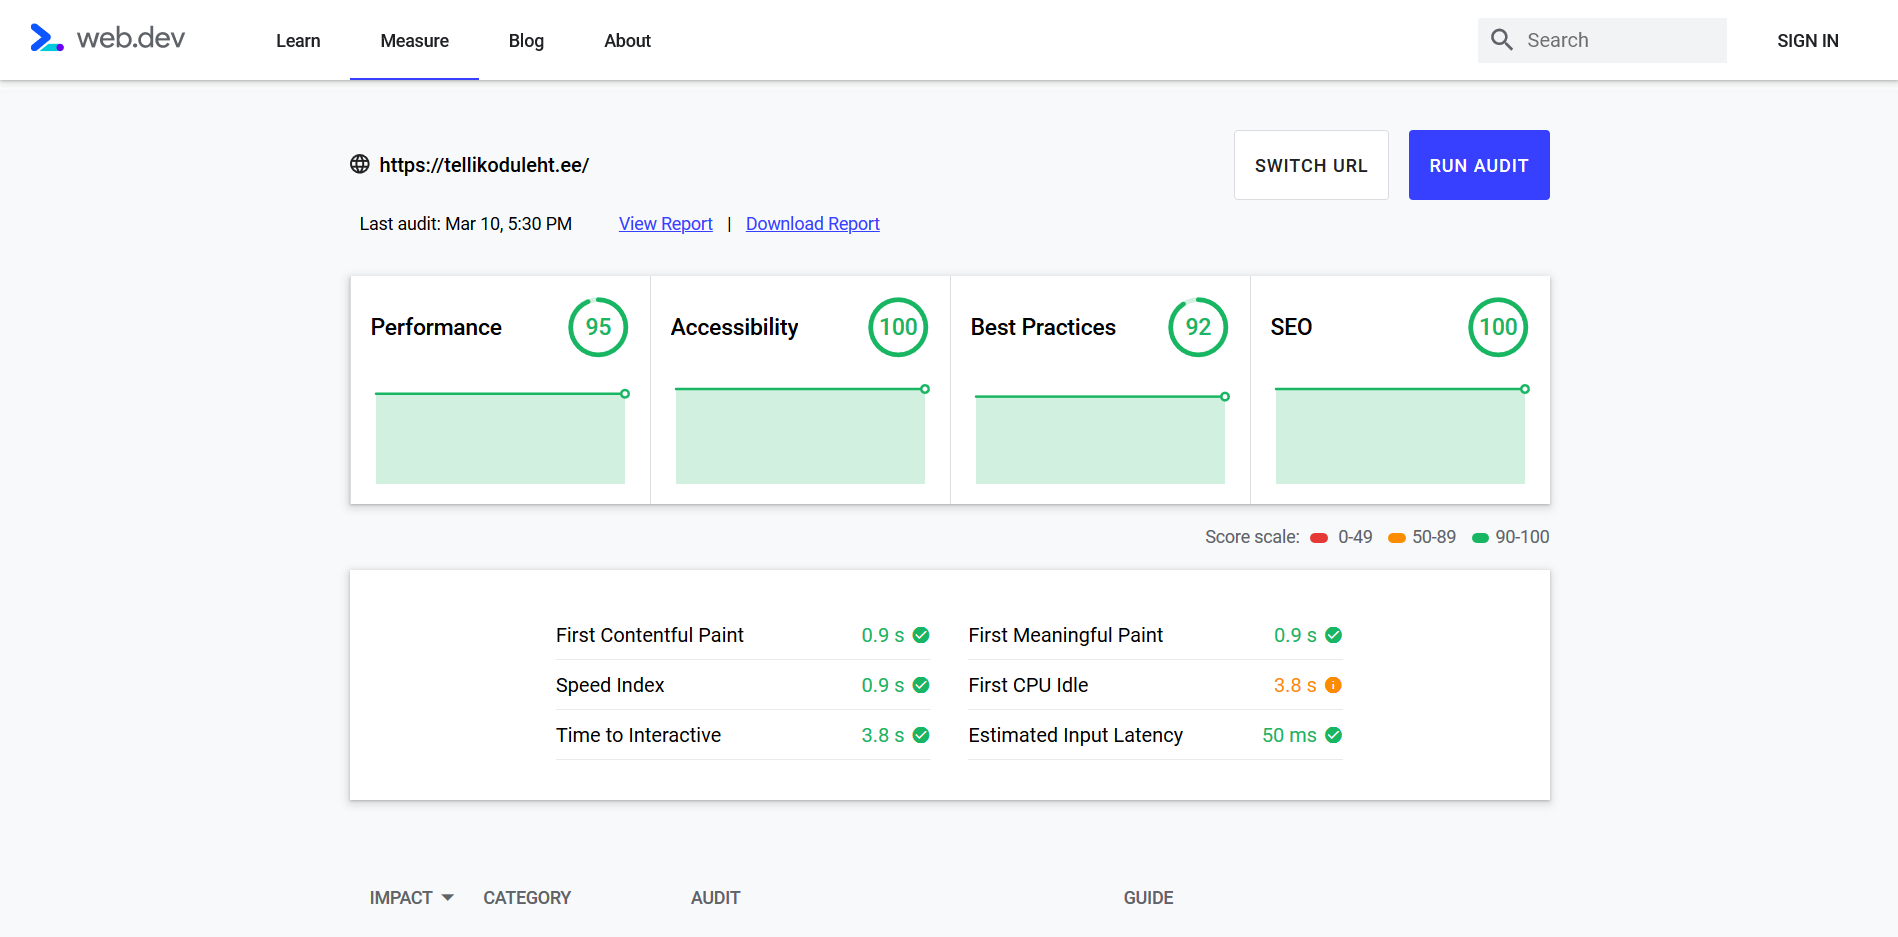 web.dev Learn Measure Blog About Search SIGN IN
https://tellikoduleht.ee/ SWITCH URL RUN AUDIT
Last audit: Mar 10, 5:30 PM View Report | Download Report
Performance 95 Accessibility 100 Best Practices 92 SEO 100
Score scale: 0-49 50-89 90-100
First Contentful Paint 0.9 s First Meaningful Paint 0.9 s
Speed Index 0.9 s First CPU Idle 3.8 s
Time to Interactive 3.8 s Estimated Input Latency 50 ms
IMPACT CATEGORY AUDIT GUIDE